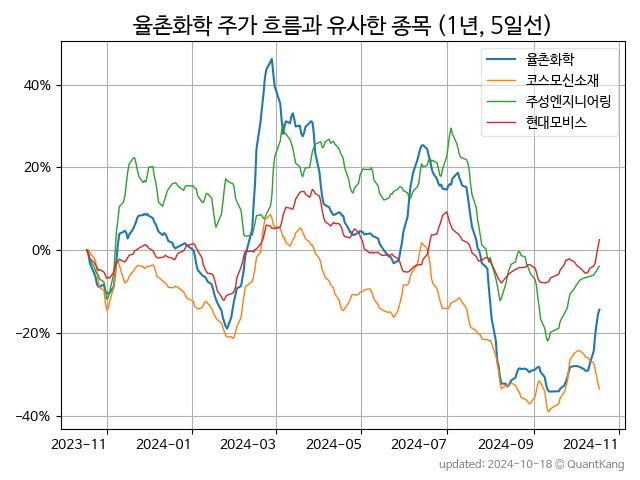 율촌화학 주가 흐름과 유사한 종목 (1년, 5일선)
율촌화학
코스모신소재
주성엔지니어링
현대모비스
40%
20%
0%
−20%
−40%
2023-11 2024-01 2024-03 2024-05 2024-07 2024-09 2024-11
updated: 2024-10-18 © QuantKang